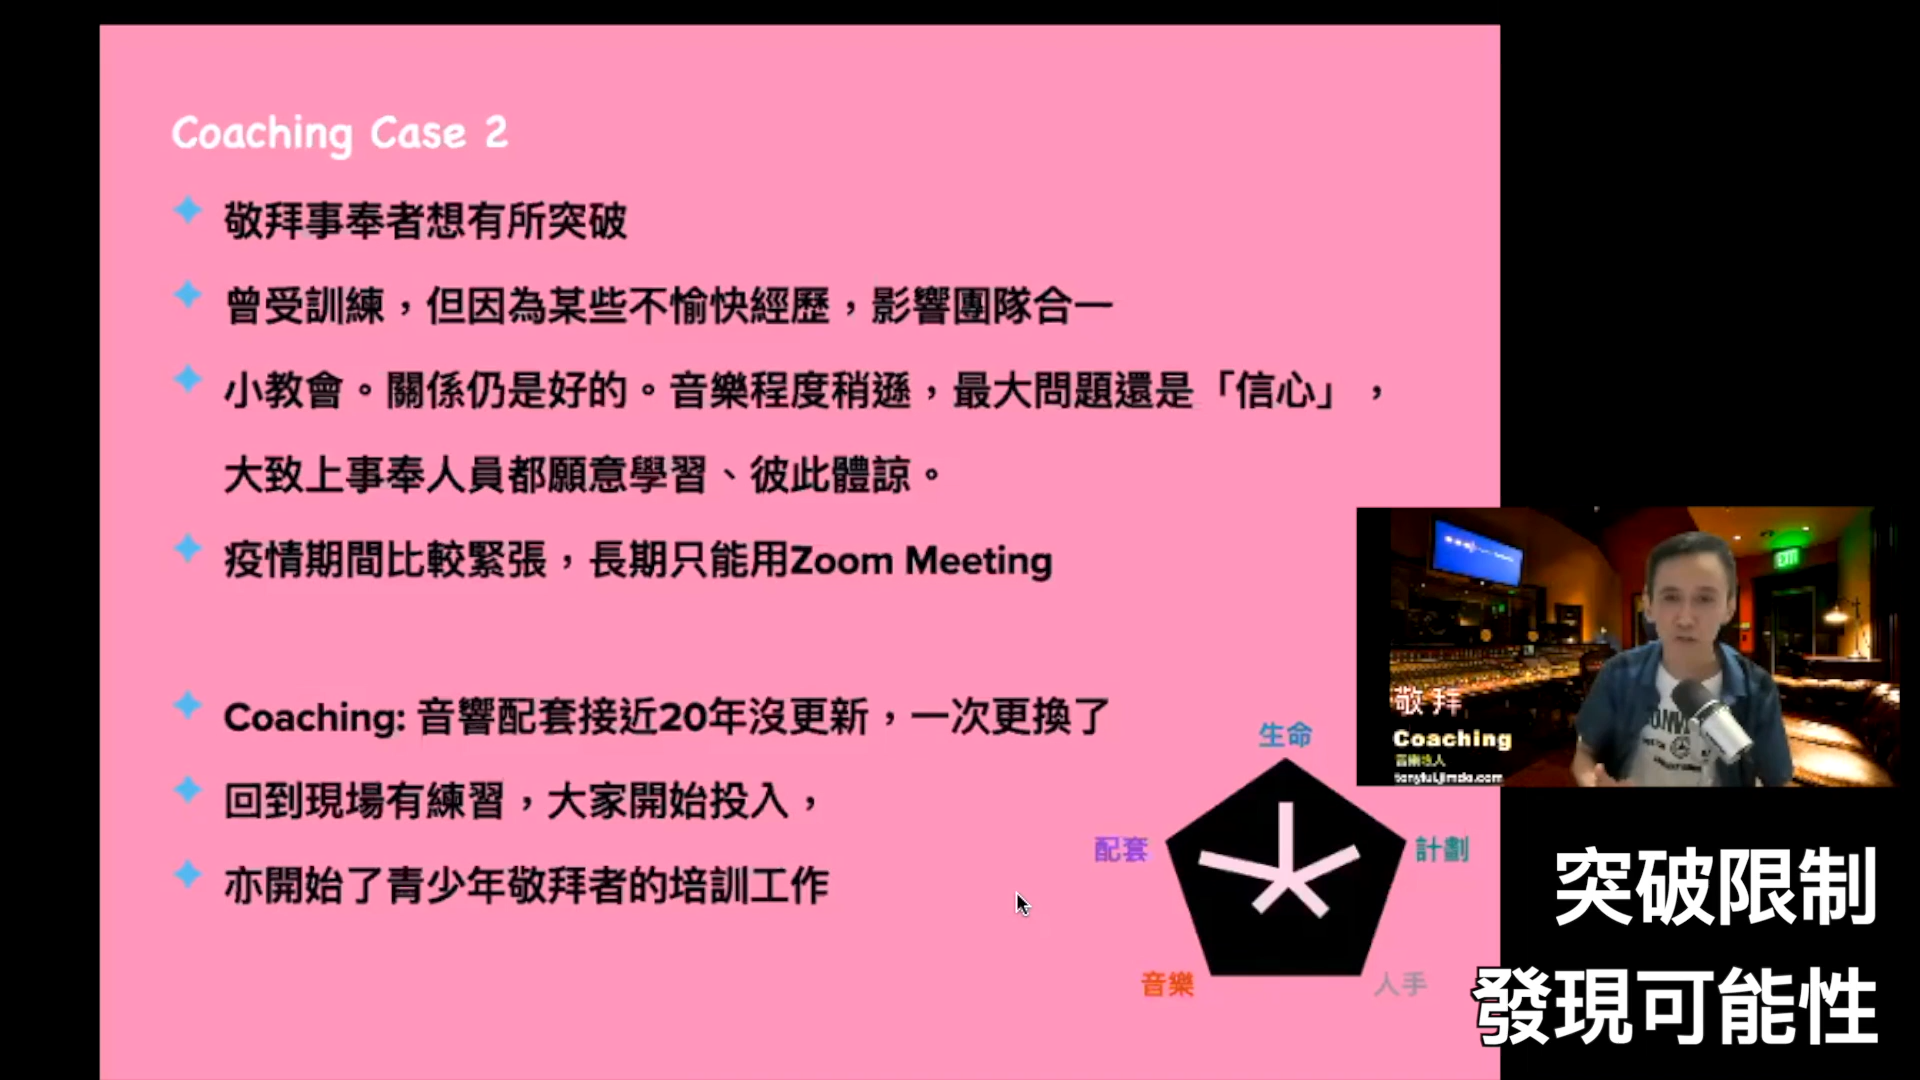 Coaching Case 2
敬拜事奉者想有所突破
曾受訓練，但因為某些不愉快經歷，影響團隊合一
小教會。關係仍是好的。音樂程度稍遜，最大問題還是「信心」，
大致上事奉人員都願意學習、彼此體諒。
疫情期間比較緊張，長期只能用Zoom Meeting
Coaching: 音響配套接近20年沒更新，一次更換了
回到現場有練習，大家開始投入，
亦開始了青少年敬拜者的培訓工作
生命
配套
計劃
音樂
人手
敬拜
Coaching
tonylui.jimdo.com
EXIT
突破限制
發現可能性